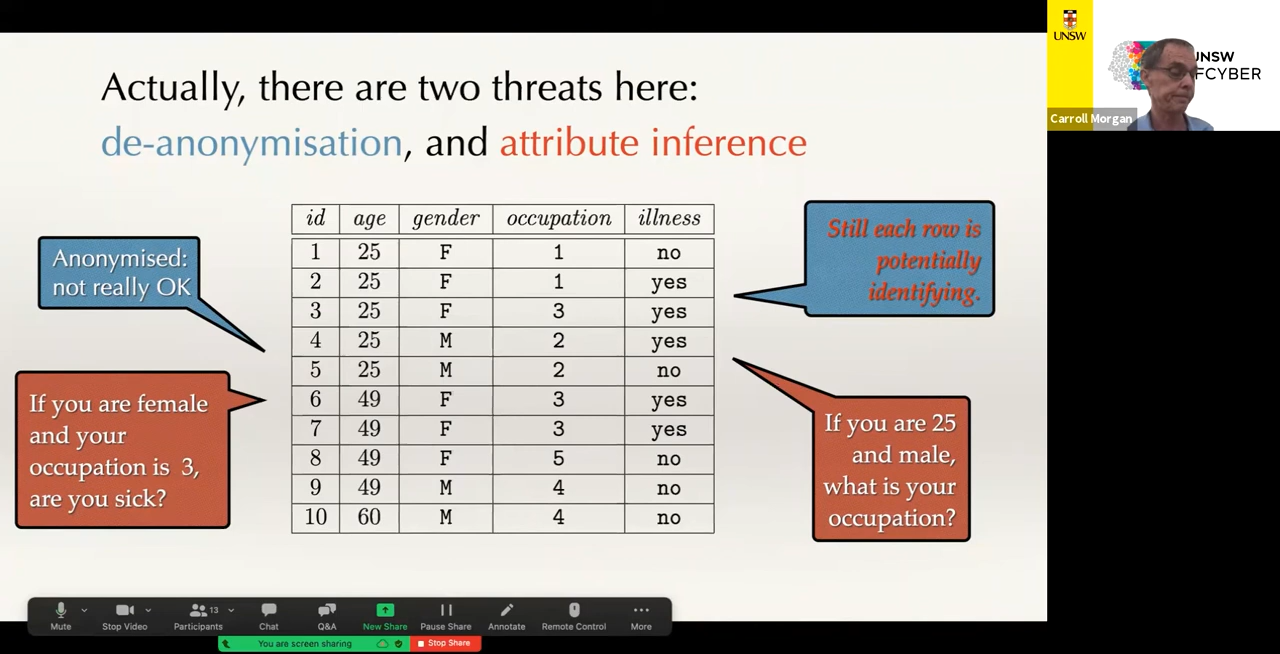 Actually, there are two threats here:
de-anonymisation, and attribute inference
Anonymised:
not really OK
If you are female
and your
occupation is 3,
are you sick?
id age gender occupation illness
1 25 F 1 no
2 25 F 1 yes
3 25 F 3 yes
4 25 M 2 yes
5 25 M 2 no
6 49 F 3 yes
7 49 F 3 yes
8 49 F 5 no
9 49 M 4 no
10 60 M 4 no
Still each row is
potentially
identifying.
If you are 25
and male,
what is your
occupation?
UNSW
UNSW
Carroll Morgan
Mute
Stop Video
13
Participants
Chat
Q&A
New Share
Pause Share
Annotate
Remote Control
More
You are screen sharing
Stop Share